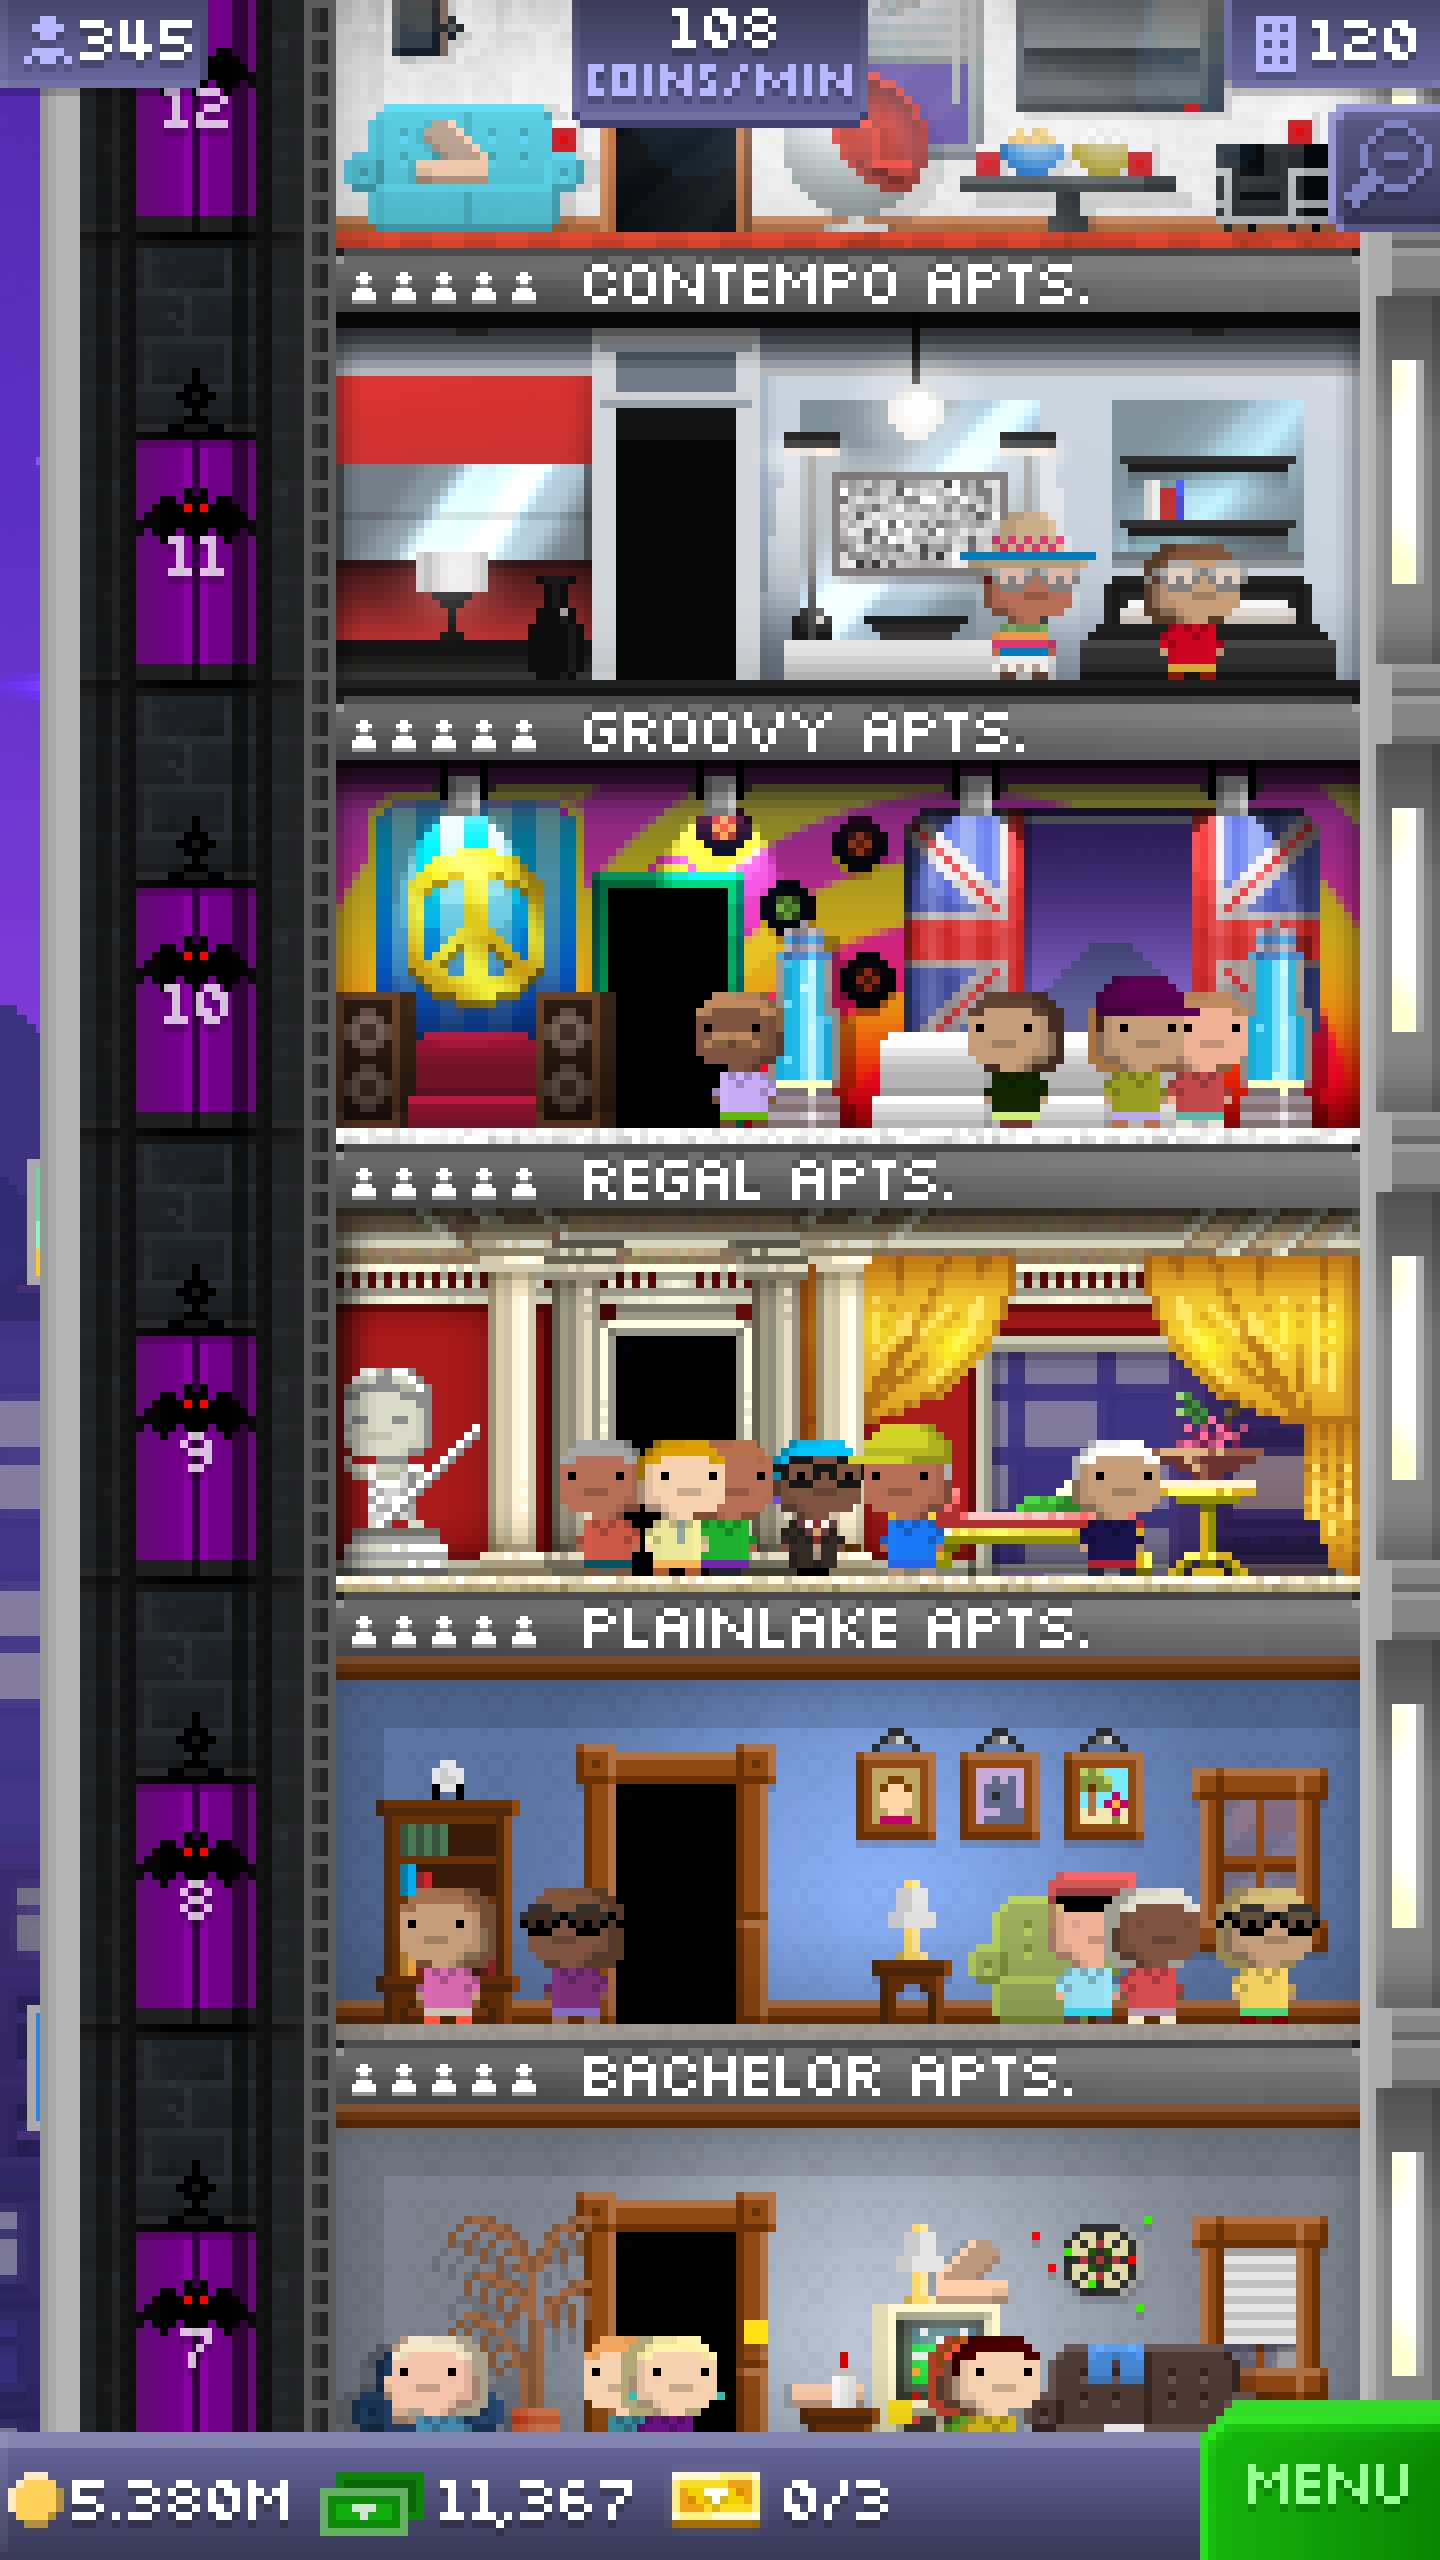 345
108
COINS/MIN
120
12
CONTEMPO APTS.
11
GROOVY APTS.
10
REGAL APTS.
9
PLAINLAKE APTS.
8
BACHELOR APTS.
7
5.380M
11,367
0/3
MENU